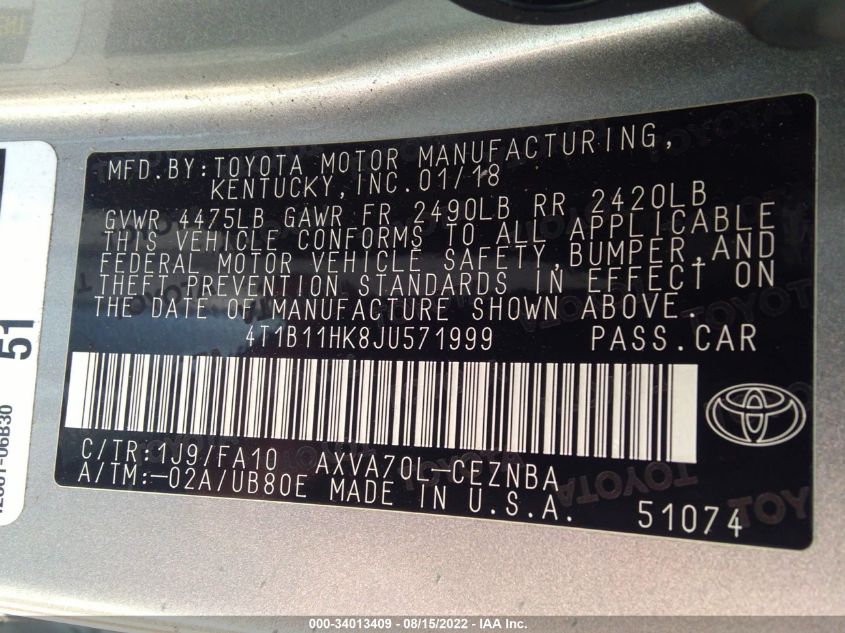 MFD.BY:TOYOTA MOTOR MANUFACTURING,
KENTUCKY,INC.01/18
GVWR 4475LB GAWR FR 2490LB RR 2420LB
THIS VEHICLE CONFORMS TO ALL APPLICABLE
FEDERAL MOTOR VEHICLE SAFETY,BUMPER,AND
THEFT PREVENTION STANDARDS IN EFFECT ON
THE DATE OF MANUFACTURE SHOWN ABOVE.
4T1B11HK8JU571999 PASS.CAR
C/TR:1J9/FA10 AXVA70L-CEZNBA
A/TM:-02A/UB80E MADE IN U.S.A.
51074
51
TOYOTA
000-34013409 - 08/15/2022 - IAA Inc.